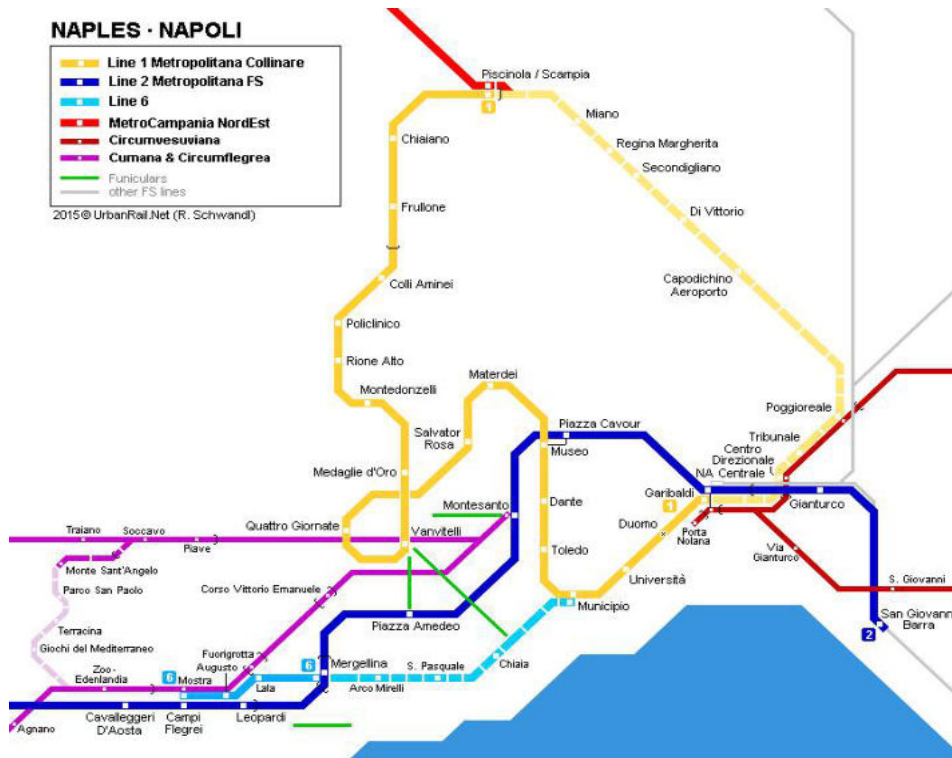 NAPLES · NAPOLI
Line 1 Metropolitana Collinare
Line 2 Metropolitana FS
Line 6
MetroCampania NordEst
Circumvesuviana
Cumana & Circumflegrea
Funiculars
other FS lines
2015@ UrbanRail.Net (R. Schwandl)
Piscinola / Scampia
1
Miano
Chiaiano
Regina Margherita
Secondigliano
Frullone
Di Vittorio
Colli Aminei
Capodichino
Aeroporto
Policlinico
Rione Alto
Materdei
Montedonzelli
Poggioreale
Piazza Cavour
Salvator
Rosa
Museo
Tribunale
Centro
Direzionale
NA
Centrale
Medaglie d'Oro
Garibaldi
1
Gianturco
Montesanto
Dante
Quattro Giornate
Vanvitelli
Duomo
Porta
Nolana
Traiano
Soccavo
Piave
Toledo
Via
Gianturco
Monte Sant'Angelo
Università
S. Giovanni
Parco San Paolo
Corso Vittorio Emanuele
Municipio
San Giovanni
Barra
2
Piazza Amedeo
Terracina
Giochi del Mediterraneo
Fuorigrotta
Augusto
6
Mergellina
S. Pasquale
Chiaia
Zoo-
Edenlandia
6
Mostra
Lala
Arco Mirelli
Agnano
Cavalleggeri
D'Aosta
Campi
Flegrei
Leopardi